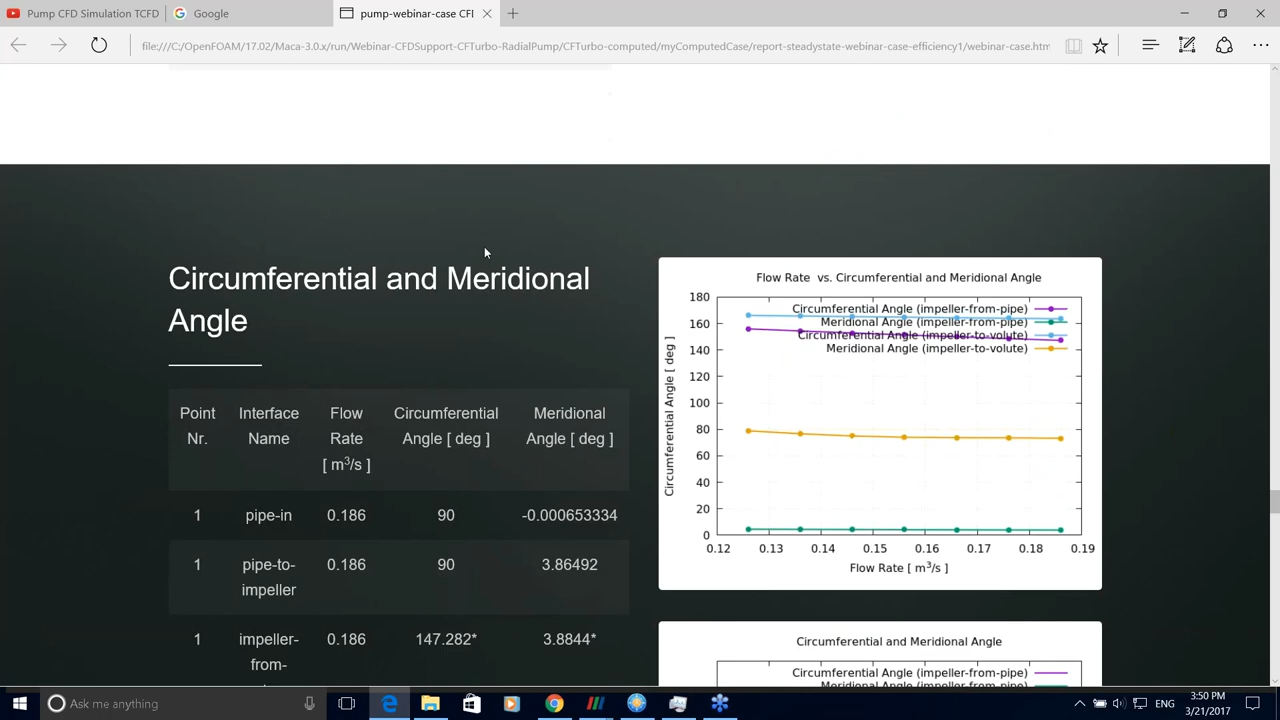 Pump CFD Simulation TCFD
Google
pump-webinar-case CFI
file:///C:/OpenFOAM/17.02/Maca-3.0.x/run/Webinar-CFDSupport-CFTurbo-RadialPump/CFTurbo-computed/myComputedCase/report-steadystate-webinar-case-efficiency1/webinar-case.htm
Circumferential and Meridional
Angle
Point
Nr.
Interface
Name
Flow
Rate
[ m³/s ]
Circumferential
Angle [ deg ]
Meridional
Angle [ deg ]
1 pipe-in 0.186 90 -0.000653334
1 pipe-to-impeller 0.186 90 3.86492
1 impeller-from- 0.186 147.282* 3.8844*
Flow Rate vs. Circumferential and Meridional Angle
Circumferential Angle (impeller-from-pipe)
Meridional Angle (impeller-from-pipe)
Circumferential Angle (impeller-to-volute)
Meridional Angle (impeller-to-volute)
Circumferential Angle [ deg ]
180
160
140
120
100
80
60
40
20
0
0.12 0.13 0.14 0.15 0.16 0.17 0.18 0.19
Flow Rate [ m³/s ]
Circumferential and Meridional Angle
Circumferential Angle (impeller-from-pipe)
Meridional Angle (impeller-from-pipe)
Ask me anything
ENG
3:50 PM
3/21/2017